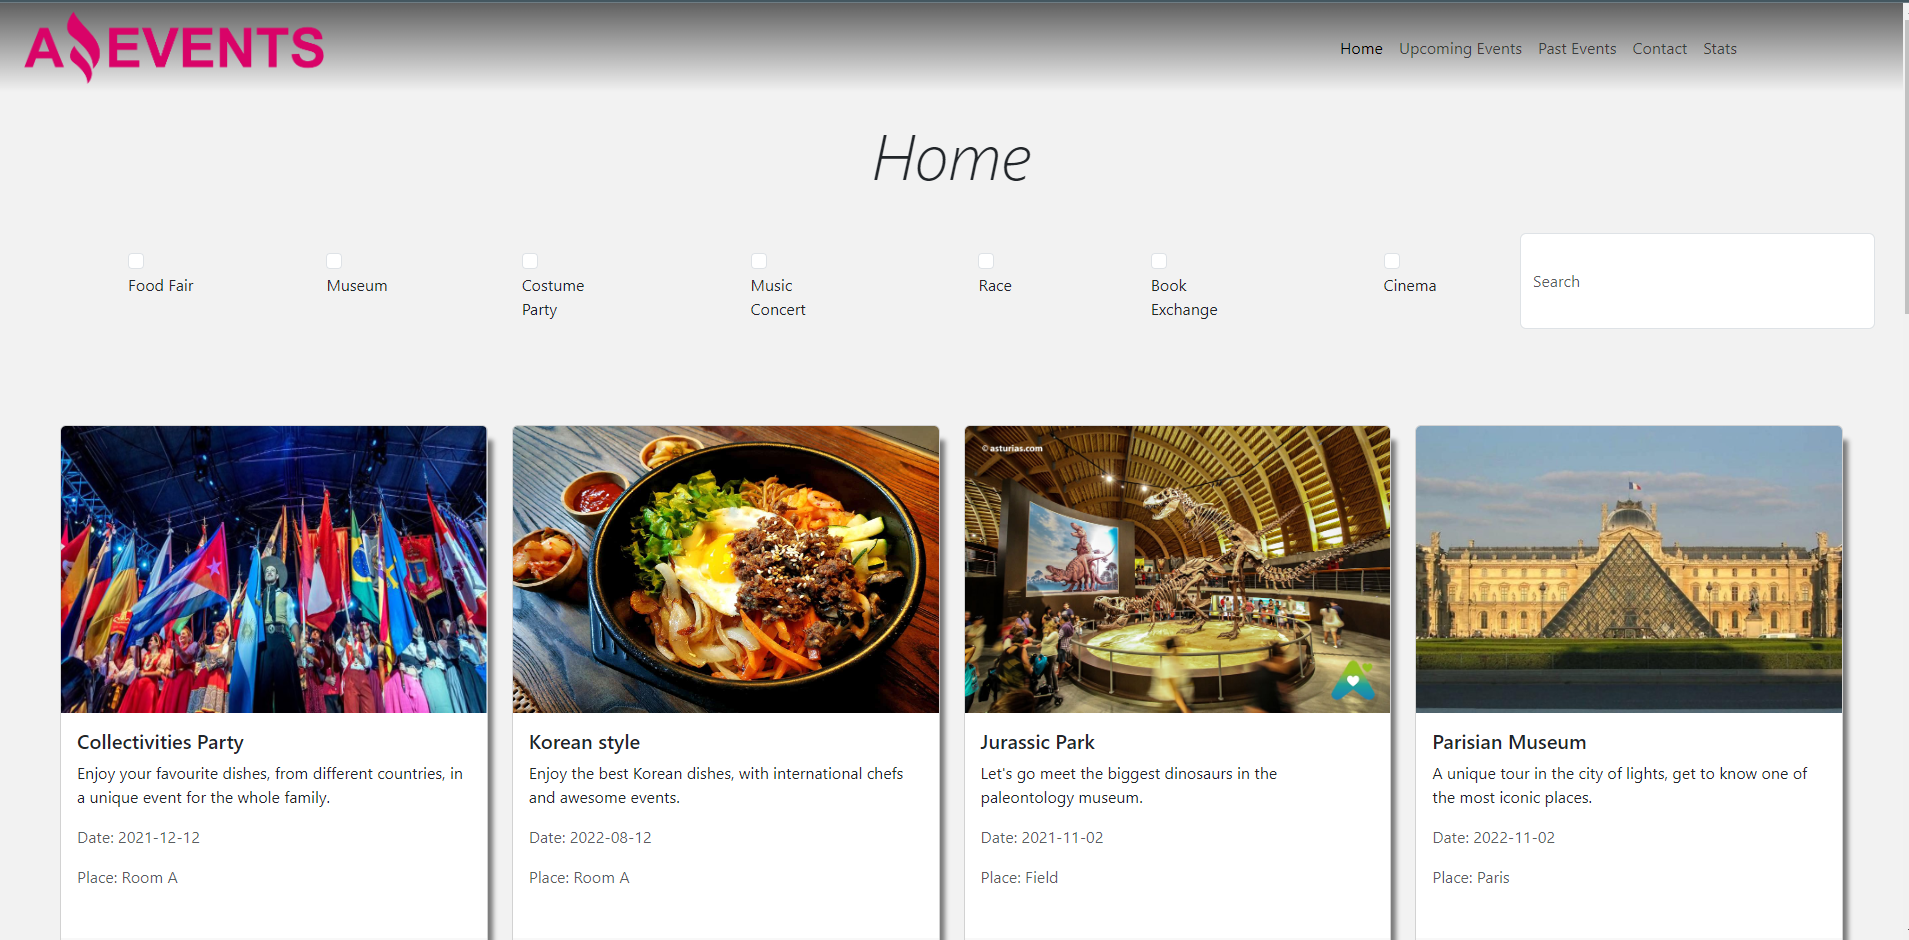 A EVENTS
Home Upcoming Events Past Events Contact Stats
Home
Food Fair
Museum
Costume
Party
Music
Concert
Race
Book
Exchange
Cinema
Search
© asturias.com
Collectivities Party
Enjoy your favourite dishes, from different countries, in
a unique event for the whole family.
Date: 2021-12-12
Place: Room A
Korean style
Enjoy the best Korean dishes, with international chefs
and awesome events.
Date: 2022-08-12
Place: Room A
Jurassic Park
Let's go meet the biggest dinosaurs in the
paleontology museum.
Date: 2021-11-02
Place: Field
Parisian Museum
A unique tour in the city of lights, get to know one of
the most iconic places.
Date: 2022-11-02
Place: Paris